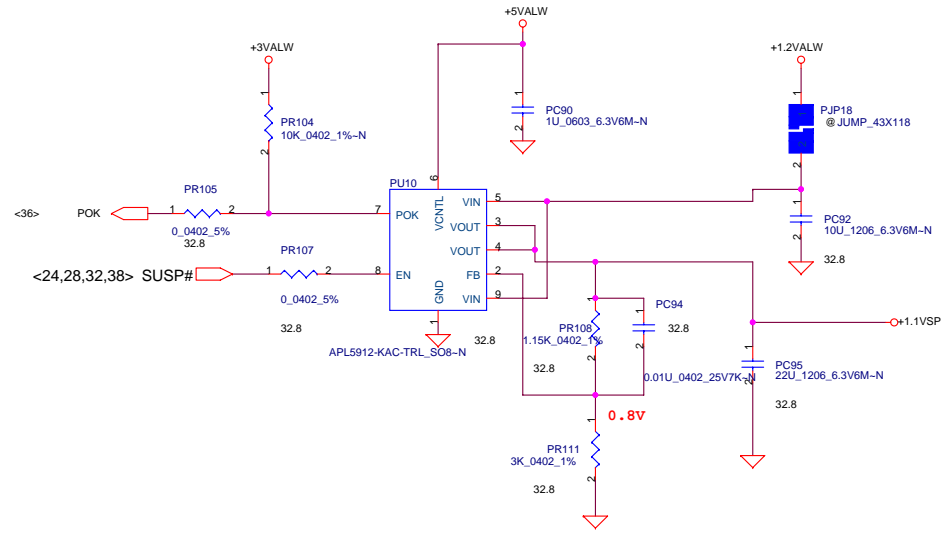 +5VALW
+3VALW
+1.2VALW
1
PR104
10K_0402_1%~N
2
1
PC90
1U_0603_6.3V6M~N
2
1
PJP18
@ JUMP_43X118
2
<36>
POK
PR105
1
2
0_0402_5%
32.8
PU10
6
7
POK
VCNTL
VIN
5
VOUT
3
VOUT
4
<24,28,32,38> SUSP#
PR107
1
2
0_0402_5%
32.8
8
EN
FB
2
GND
VIN
9
1
32.8
APL5912-KAC-TRL_SO8~N
1
PC92
10U_1206_6.3V6M~N
2
32.8
1
PR108
1.15K_0402_1%
2
32.8
PC94
1
32.8
2
0.01U_0402_25V7K~N
+1.1VSP
1
PC95
22U_1206_6.3V6M~N
2
32.8
0.8V
1
PR111
3K_0402_1%
2
32.8